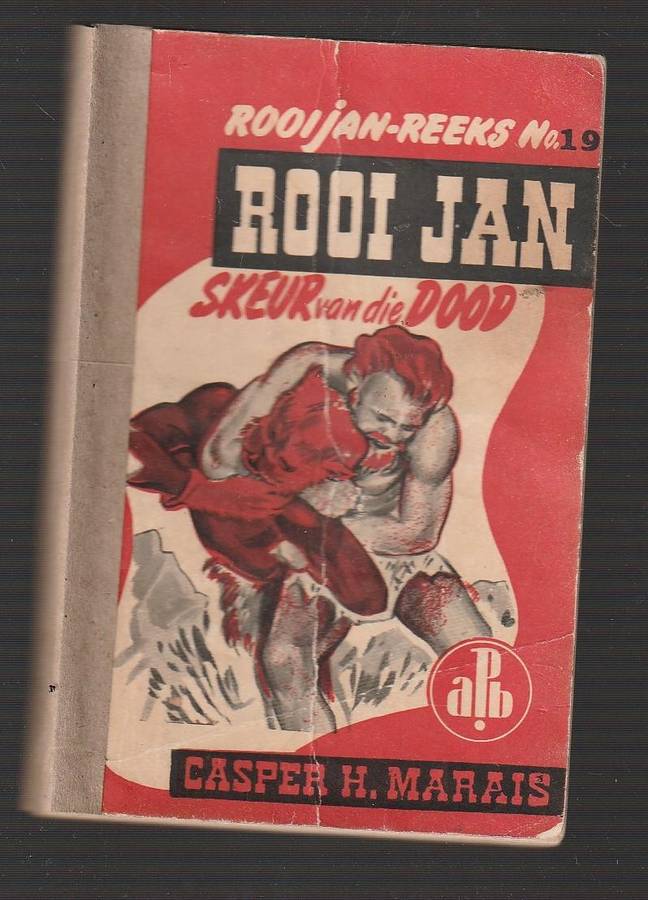 ROOI JAN-REEKS No. 19
ROOI JAN
SKEUR van die DOOD
aPb
CASPER H. MARAIS